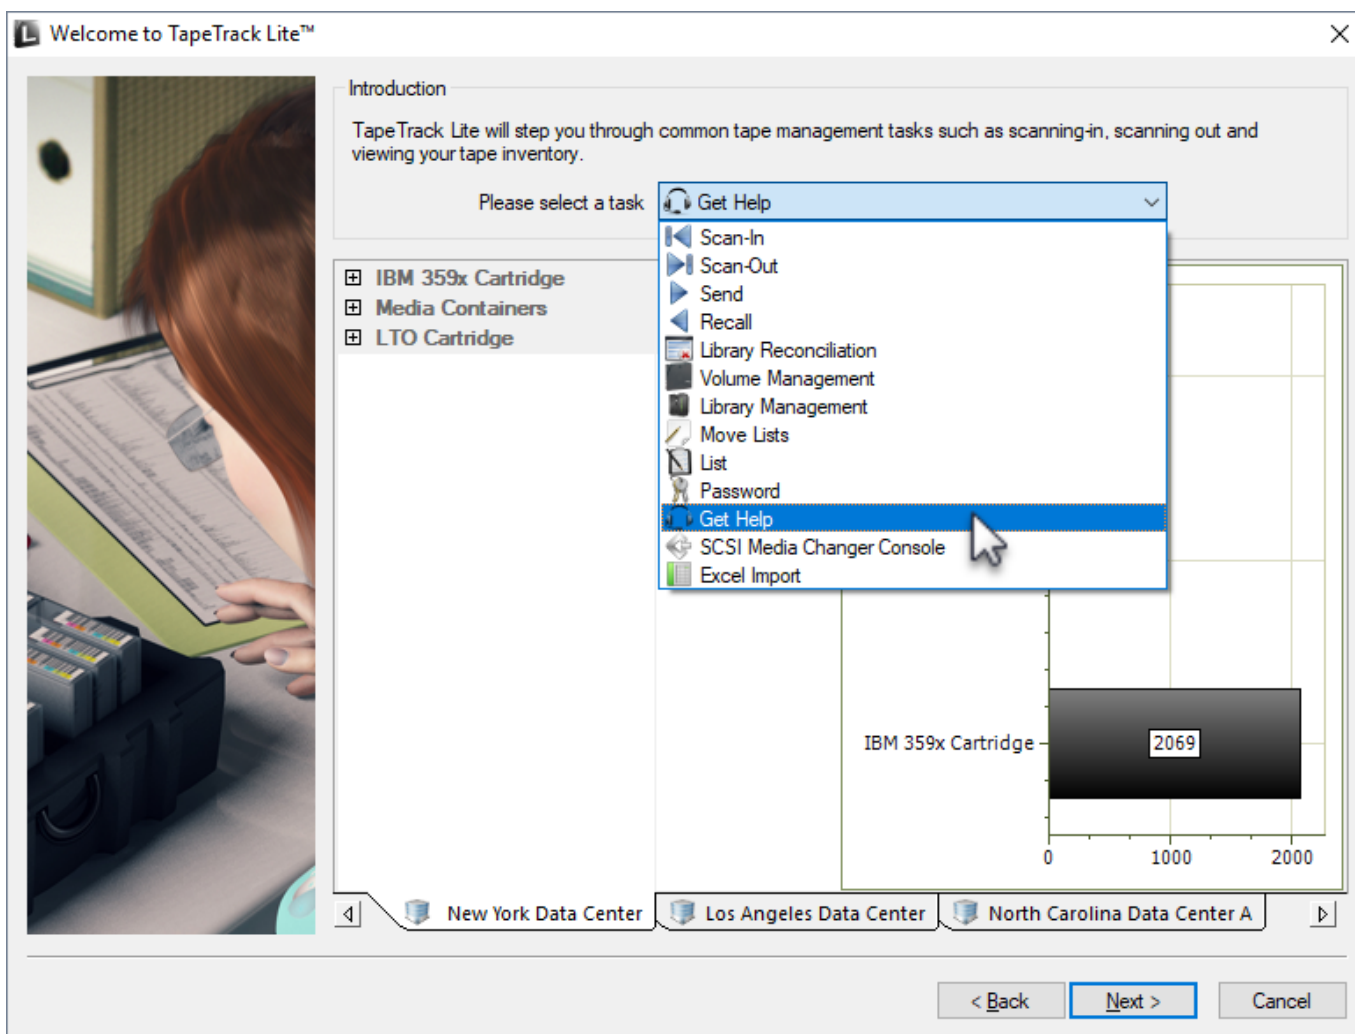 Welcome to TapeTrack Lite™
Introduction
TapeTrack Lite will step you through common tape management tasks such as scanning-in, scanning out and
viewing your tape inventory.
Please select a task
Get Help
Scan-In
Scan-Out
Send
Recall
Library Reconciliation
Volume Management
Library Management
Move Lists
List
Password
Get Help
SCSI Media Changer Console
Excel Import
IBM 359x Cartridge
Media Containers
LTO Cartridge
IBM 359x Cartridge
2069
0 1000 2000
New York Data Center
Los Angeles Data Center
North Carolina Data Center A
< Back
Next >
Cancel